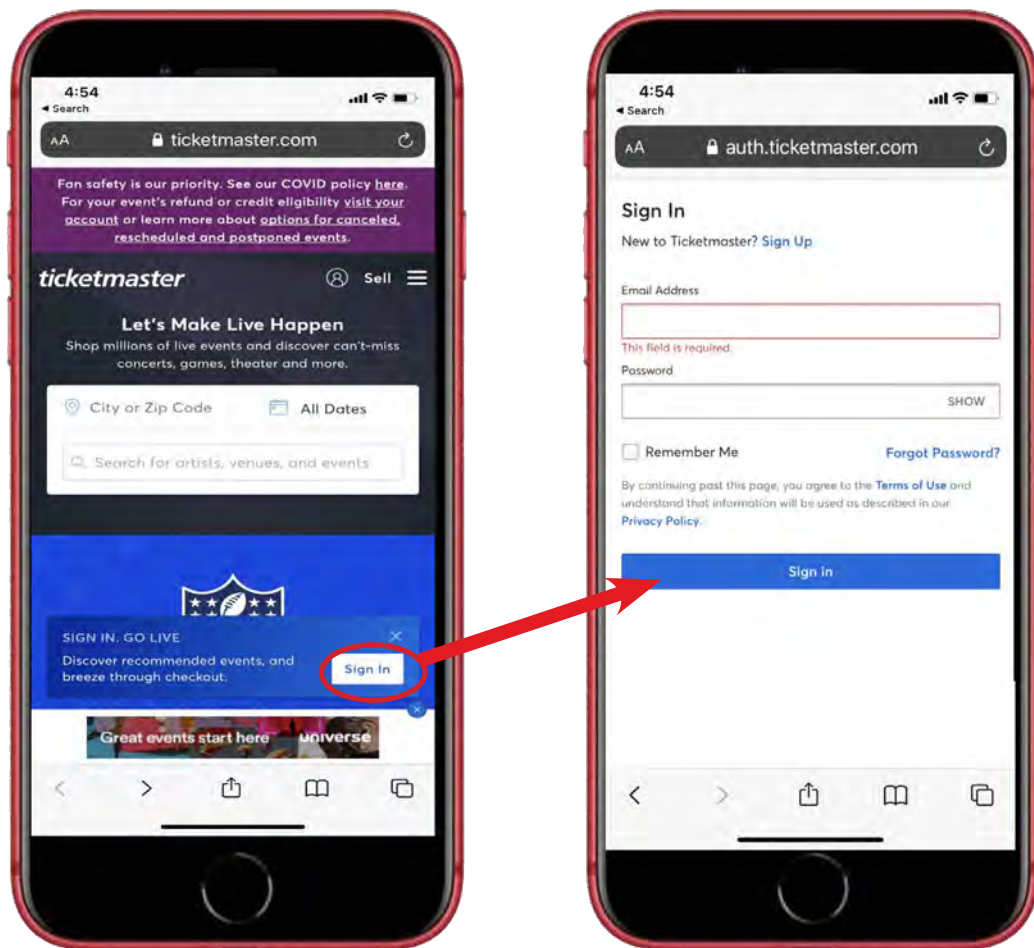 4:54
Search
AA ticketmaster.com
Fan safety is our priority. See our COVID policy here.
For your event's refund or credit eligibility visit your
account or learn more about options for canceled,
rescheduled and postponed events.
ticketmaster Sell
Let's Make Live Happen
Shop millions of live events and discover can't-miss
concerts, games, theater and more.
City or Zip Code All Dates
Search for artists, venues, and events
SIGN IN. GO LIVE
Discover recommended events, and
breeze through checkout.
Sign In
Great events start here universe
4:54
Search
AA auth.ticketmaster.com
Sign In
New to Ticketmaster? Sign Up
Email Address
This field is required.
Password
SHOW
Remember Me Forgot Password?
By continuing past this page, you agree to the Terms of Use and
understand that information will be used as described in our
Privacy Policy.
Sign in